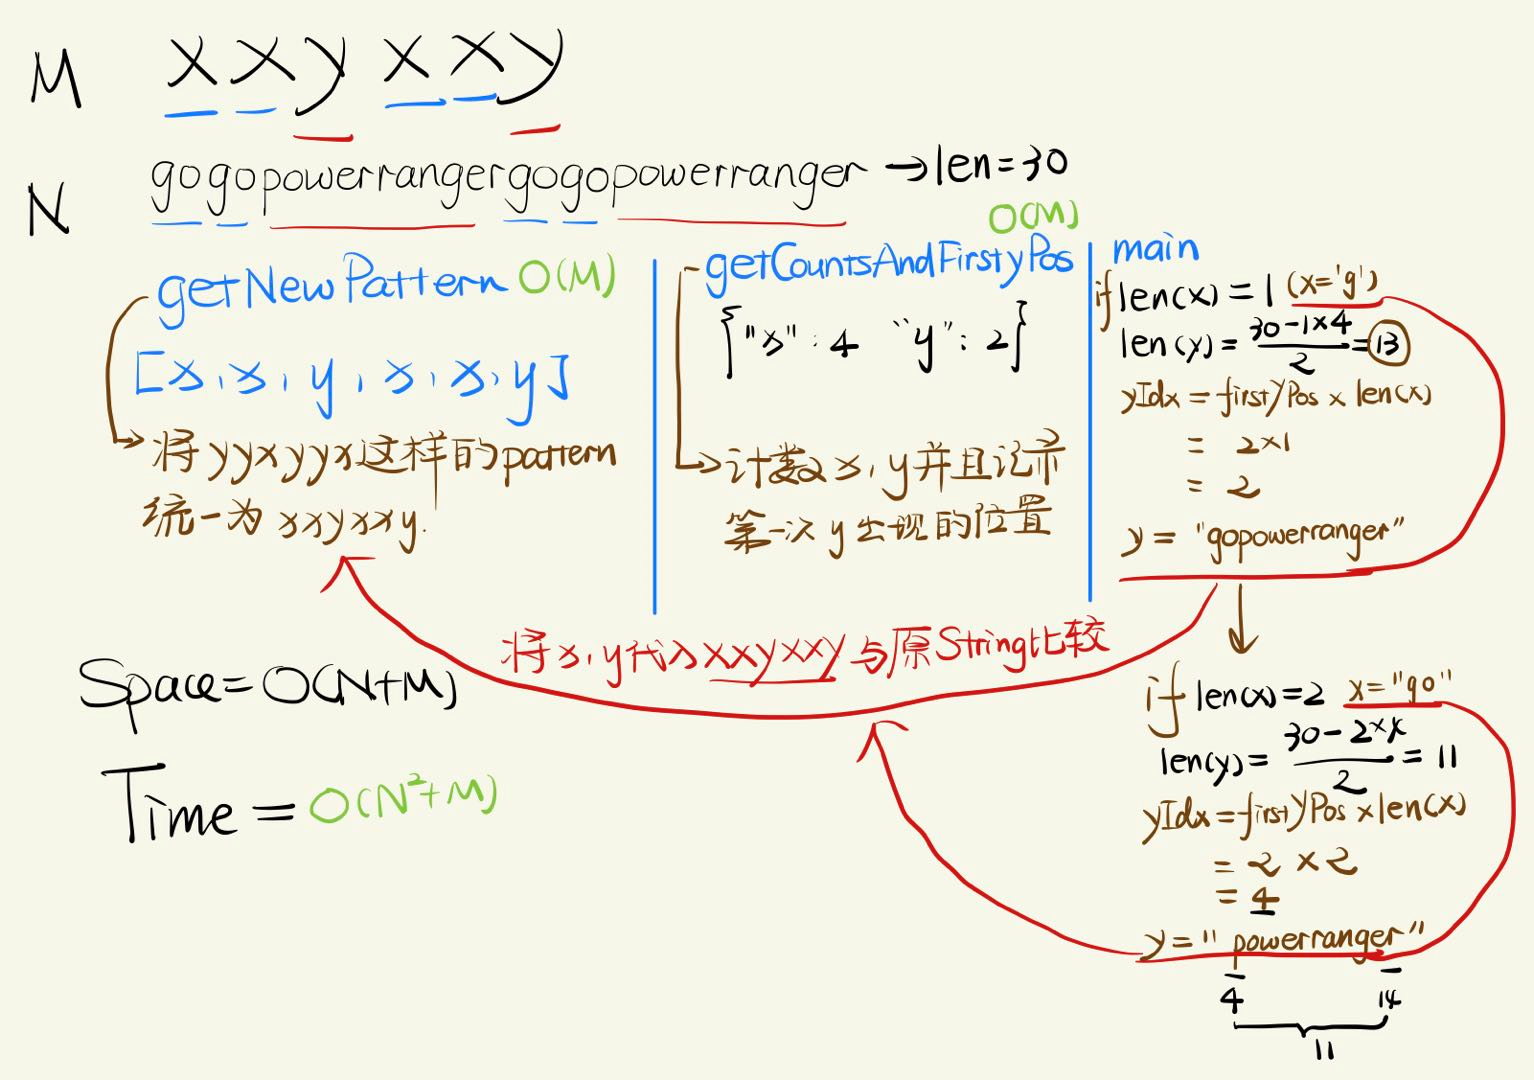 M xxyxxy
N gogopowerrangergogopowerranger → len=30
getNewPattern O(M)
[x,x,y,x,x,y]
将yyxyyx这样的pattern
统一为xxyxxy.
O(M)
getCountsAndFirstyPos
{"x": 4 "y": 2}
计数x,y并且记录
第一次y出现的位置
main
if len(x) = 1 (x='g')
len(y) = 30-1×4 / 2 = 13
yIdx = firstYPos × len(x)
= 2×1
= 2
y = "gopowerranger"
将x,y代入xxyxxy与原String比较
if len(x)=2 x="go"
len(y) = 30-2×4 / 2 = 11
yIdx = firstYPos × len(x)
= 2 × 2
= 4
y = "powerranger"
4 14
11
Space = O(N+M)
Time = O(N²+M)